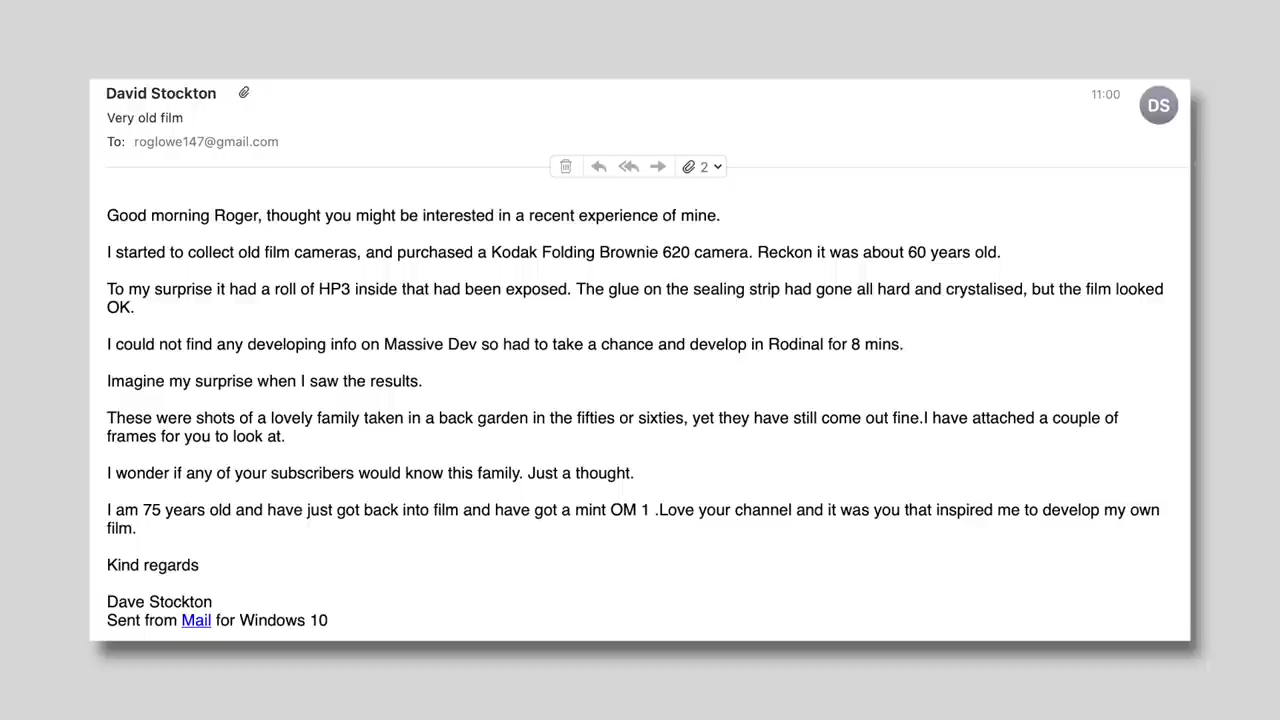 David Stockton
11:00
DS
Very old film
To: roglowe147@gmail.com
2
Good morning Roger, thought you might be interested in a recent experience of mine.
I started to collect old film cameras, and purchased a Kodak Folding Brownie 620 camera. Reckon it was about 60 years old.
To my surprise it had a roll of HP3 inside that had been exposed. The glue on the sealing strip had gone all hard and crystalised, but the film looked
OK.
I could not find any developing info on Massive Dev so had to take a chance and develop in Rodinal for 8 mins.
Imagine my surprise when I saw the results.
These were shots of a lovely family taken in a back garden in the fifties or sixties, yet they have still come out fine.I have attached a couple of
frames for you to look at.
I wonder if any of your subscribers would know this family. Just a thought.
I am 75 years old and have just got back into film and have got a mint OM 1 .Love your channel and it was you that inspired me to develop my own
film.
Kind regards
Dave Stockton
Sent from Mail for Windows 10